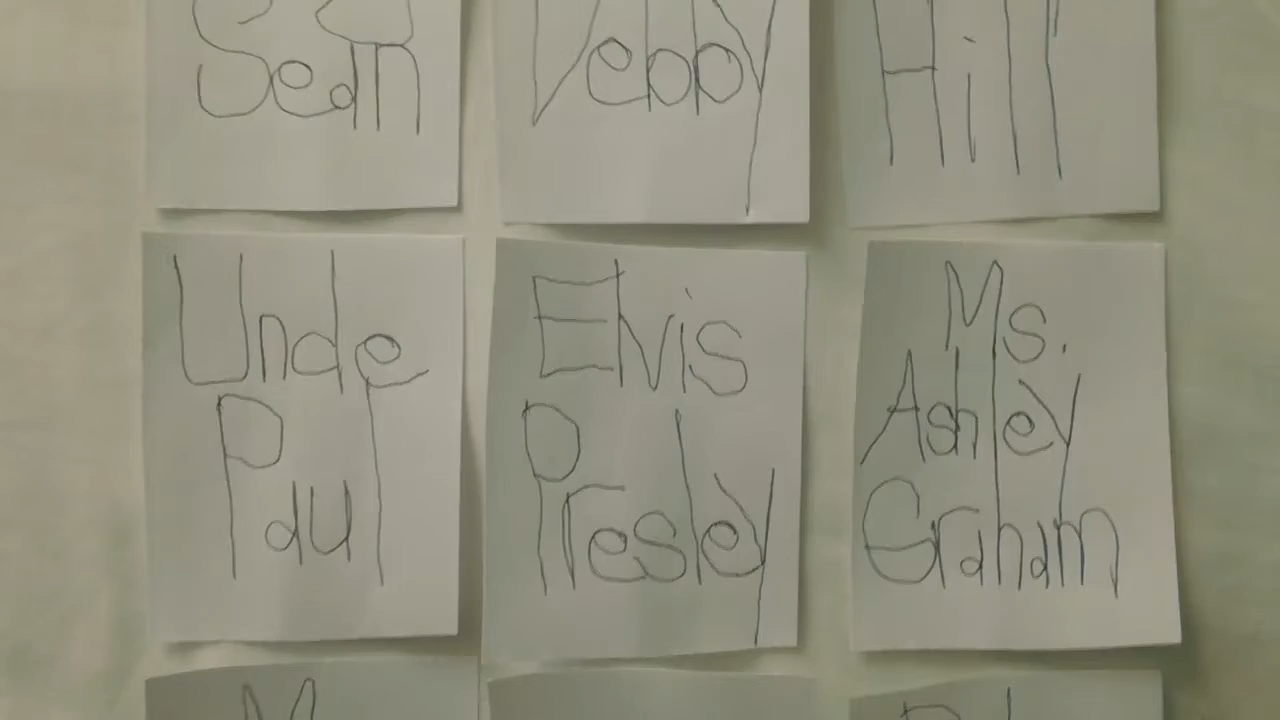 Sean
Debby
Hill
Uncle
Paul
Elvis
Presley
Ms.
Ashley
Graham